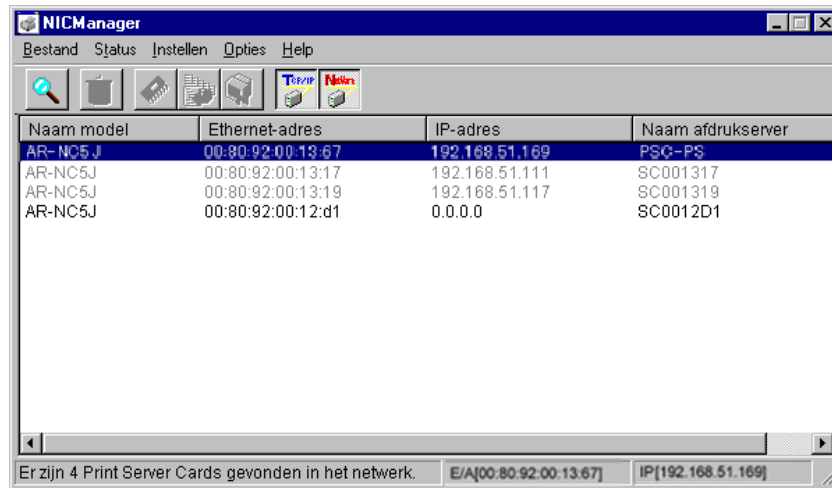 NICManager
Bestand Status Instellen Opties Help
TCP/IP NetWare
Naam model Ethernet-adres IP-adres Naam afdrukserver
AR-NC5J 00:80:92:00:13:67 192.168.51.169 PSC-PS
AR-NC5J 00:80:92:00:13:17 192.168.51.111 SC001317
AR-NC5J 00:80:92:00:13:19 192.168.51.117 SC001319
AR-NC5J 00:80:92:00:12:d1 0.0.0.0 SC0012D1
Er zijn 4 Print Server Cards gevonden in het netwerk. E/A[00:80:92:00:13:67] IP[192.168.51.169]